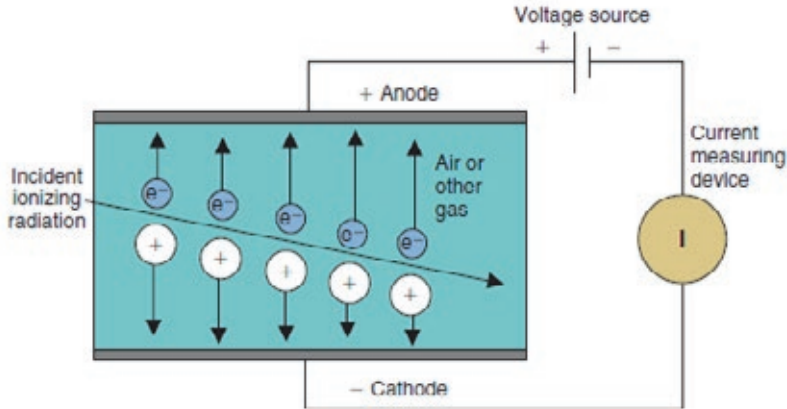 Voltage source
+ −
+ Anode
Incident
ionizing
radiation
Air or
other
gas
Current
measuring
device
e− e− e− e− e−
+ + + + +
I
− Cathode